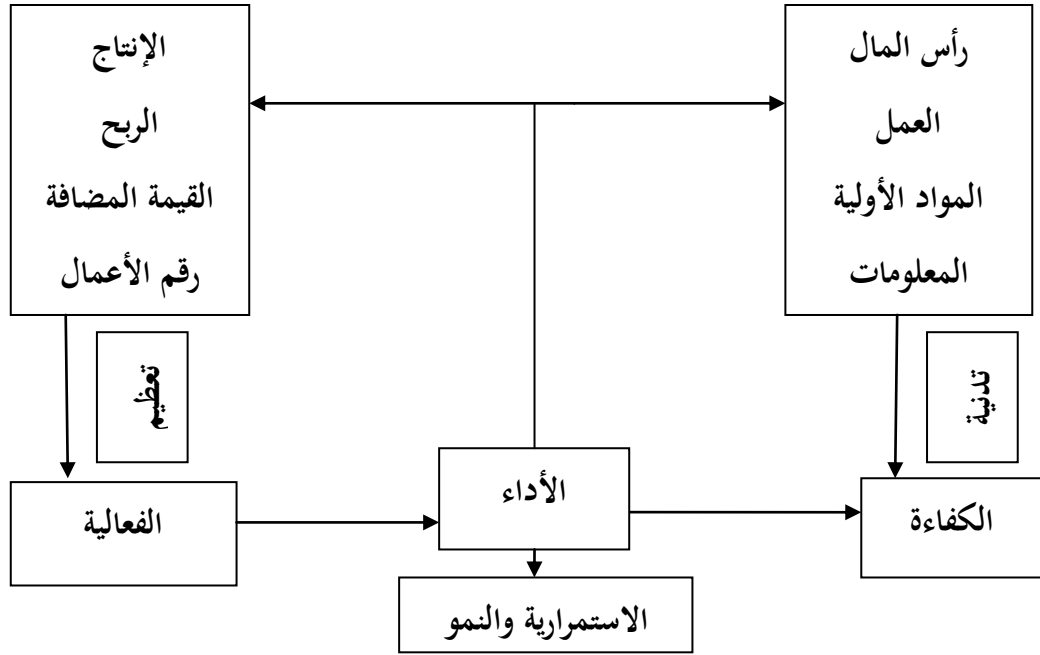 رأس المال
العمل
المواد الأولية
المعلومات
الإنتاج
الربح
القيمة المضافة
رقم الأعمال
تدنية
تعظيم
الكفاءة
الأداء
الفعالية
الاستمرارية والنمو